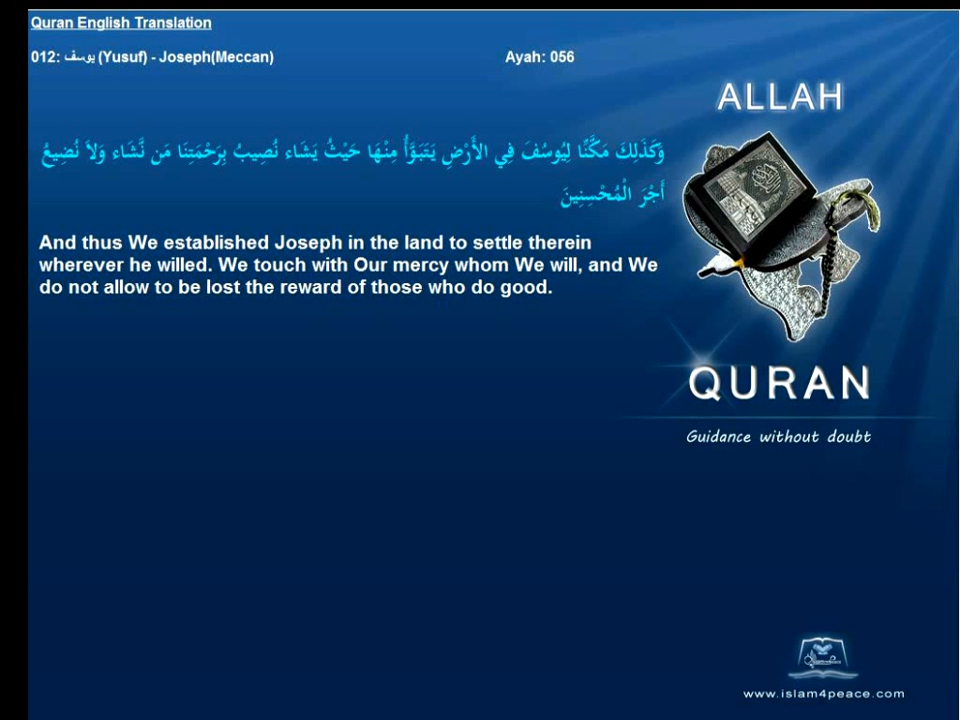 Quran English Translation
012: يوسف (Yusuf) - Joseph(Meccan)
Ayah: 056
ALLAH
وَكَذَلِكَ مَكَّنِّا لِيُوسُفَ فِي الأَرْضِ يَتَبَوَّأُ مِنْهَا حَيْثُ يَشَاء نُصِيبُ بِرَحْمَتِنَا مَن نَّشَاء وَلاَ نُضِيعُ
أَجْرَ الْمُحْسِنِينَ
And thus We established Joseph in the land to settle therein
wherever he willed. We touch with Our mercy whom We will, and We
do not allow to be lost the reward of those who do good.
QURAN
Guidance without doubt
www.islam4peace.com